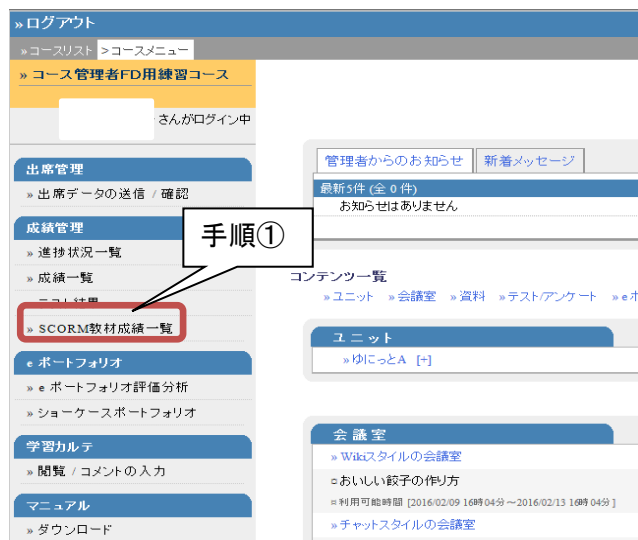 »ログアウト
»コースリスト >コースメニュー
» コース管理者FD用練習コース
さんがログイン中
出席管理
»出席データの送信 / 確認
成績管理
»進捗状況一覧
»成績一覧
» SCORM教材成績一覧
e ポートフォリオ
» e ポートフォリオ評価分析
»ショーケースポートフォリオ
学習カルテ
»閲覧 / コメントの入力
マニュアル
»ダウンロード
手順①
管理者からのお知らせ 新着メッセージ
最新5件 (全 0 件)
お知らせはありません
コンテンツ一覧
»ユニット »会議室 »資料 »テスト/アンケート »eポ
ユニット
»ゆにっとA [+]
会議室
»Wikiスタイルの会議室
¤おいしい餃子の作り方
¤利用可能時間 [2016/02/09 16時04分～2016/02/13 16時04分]
»チャットスタイルの会議室